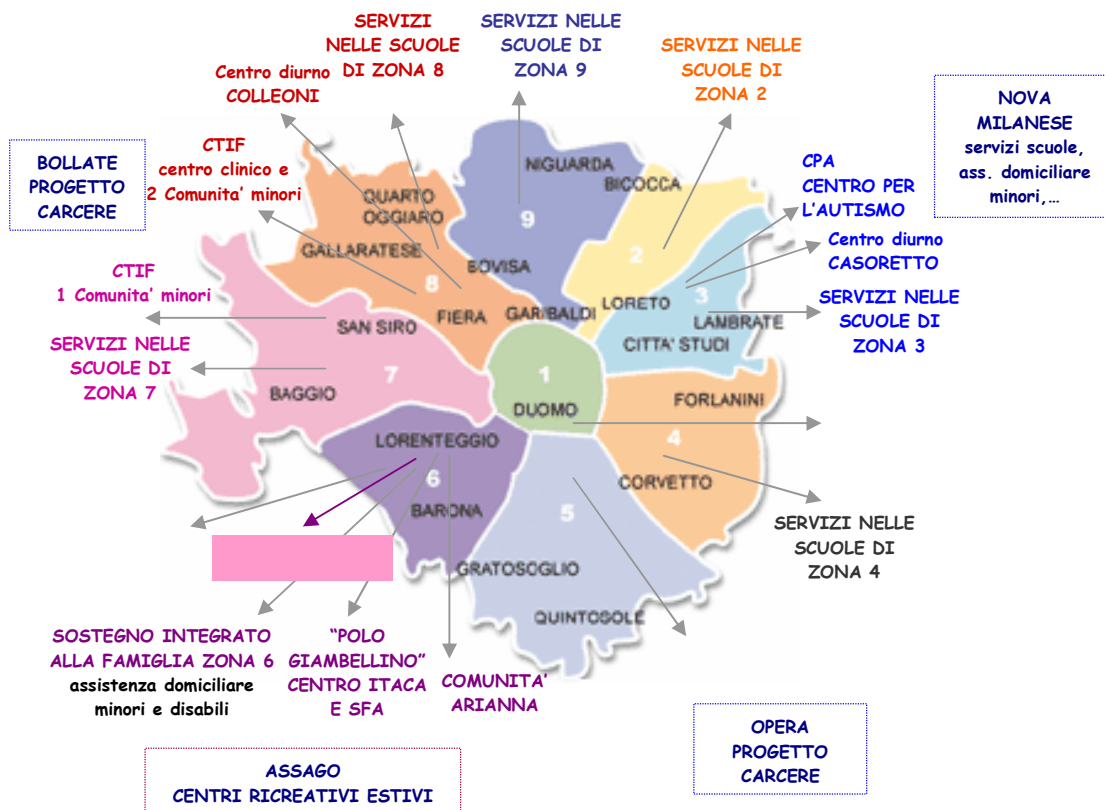 SERVIZI
NELLE SCUOLE
DI ZONA 8
SERVIZI NELLE
SCUOLE DI
ZONA 9
SERVIZI NELLE
SCUOLE DI
ZONA 2
Centro diurno
COLLEONI
NOVA
MILANESE
servizi scuole,
ass. domiciliare
minori,...
BOLLATE
PROGETTO
CARCERE
CTIF
centro clinico e
2 Comunita' minori
CPA
CENTRO PER
L'AUTISMO
Centro diurno
CASORETTO
NIGUARDA
BICOCCA
QUARTO
OGGIARO
GALLARATESE
9
2
BOVISA
8
FIERA
GARIBALDI
LORETO
3
LAMBRATE
CITTA' STUDI
CTIF
1 Comunita' minori
SERVIZI NELLE
SCUOLE DI
ZONA 3
SAN SIRO
SERVIZI NELLE
SCUOLE DI
ZONA 7
7
BAGGIO
1
DUOMO
FORLANINI
4
CORVETTO
LORENTEGGIO
6
BARONA
5
GRATOSOGLIO
QUINTOSOLE
SERVIZI NELLE
SCUOLE DI
ZONA 4
SOSTEGNO INTEGRATO
ALLA FAMIGLIA ZONA 6
assistenza domiciliare
minori e disabili
"POLO
GIAMBELLINO"
CENTRO ITACA
E SFA
COMUNITA'
ARIANNA
OPERA
PROGETTO
CARCERE
ASSAGO
CENTRI RICREATIVI ESTIVI